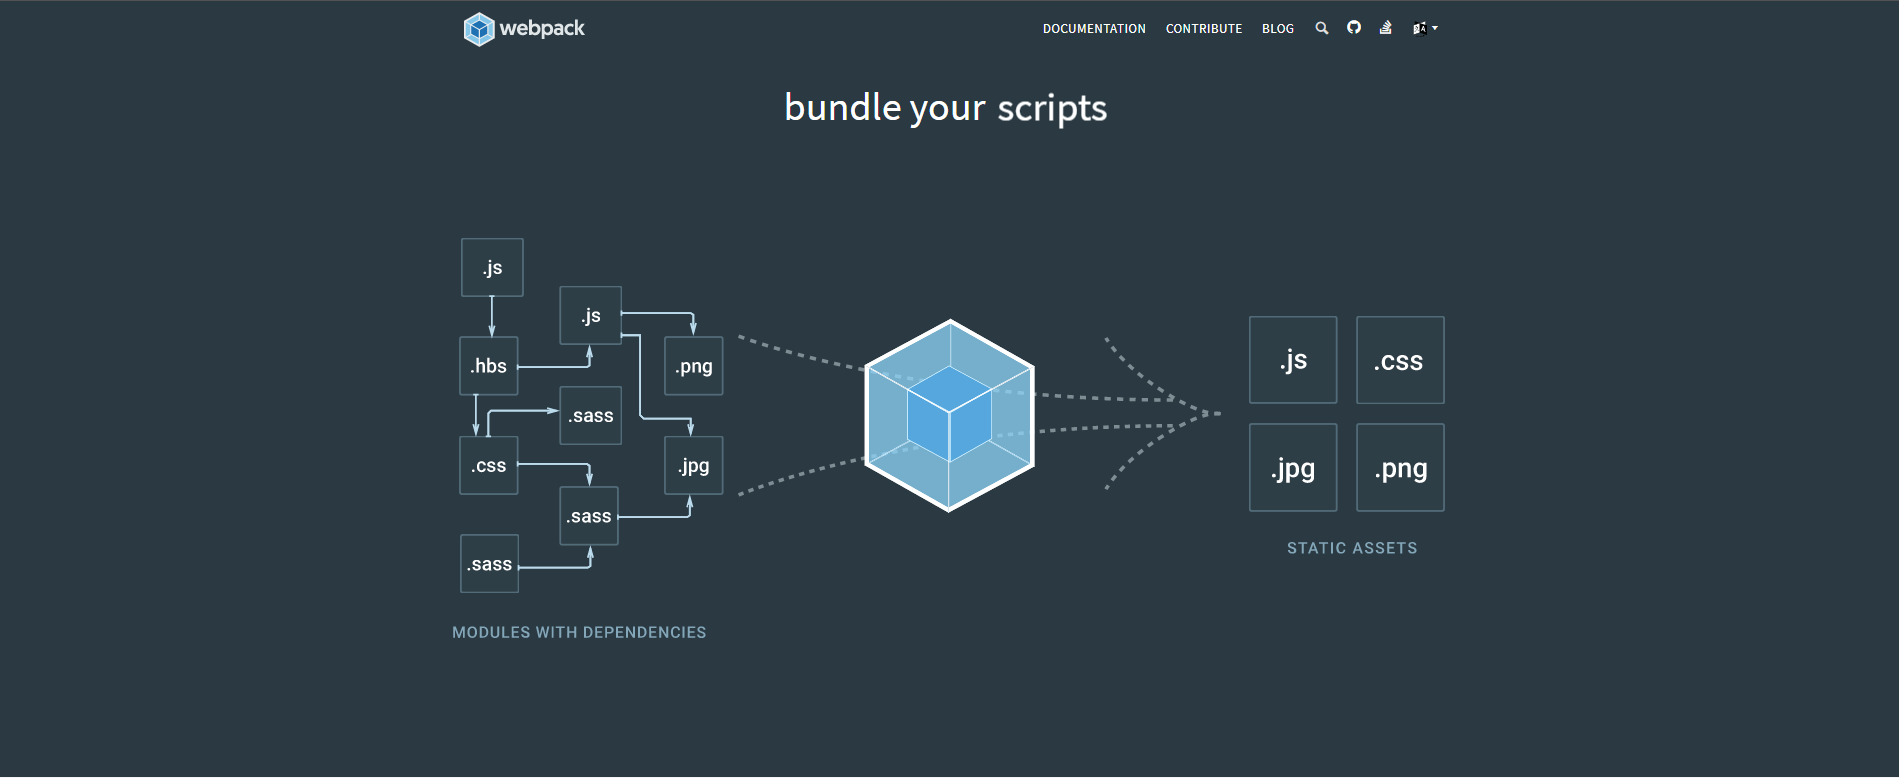 webpack
DOCUMENTATION CONTRIBUTE BLOG
bundle your scripts
.js
.js
.hbs
.png
.sass
.css
.jpg
.sass
.sass
MODULES WITH DEPENDENCIES
.js
.css
.jpg
.png
STATIC ASSETS